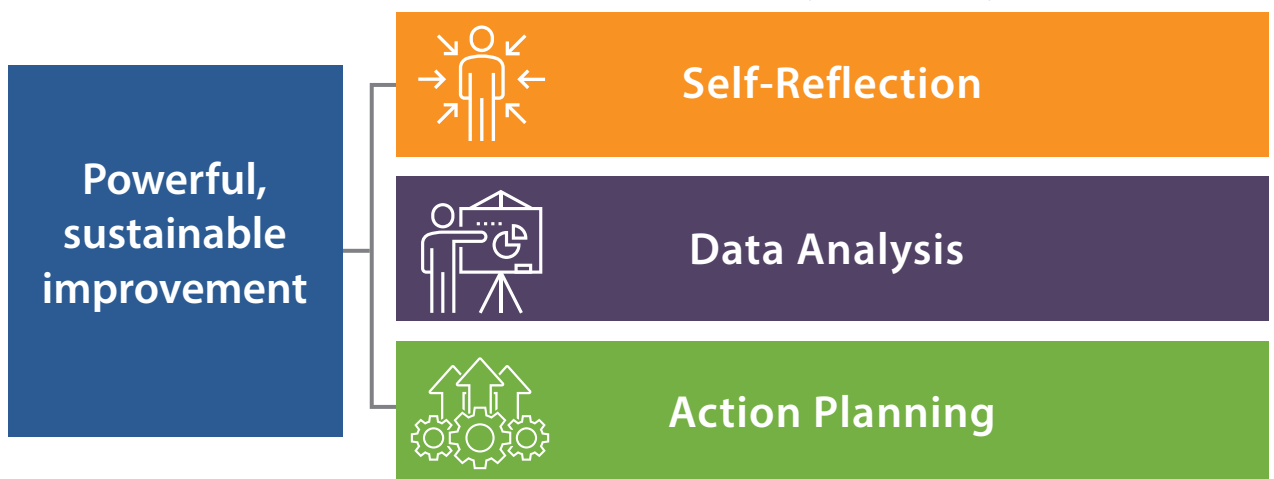 Powerful,
sustainable
improvement
Self-Reflection
Data Analysis
Action Planning